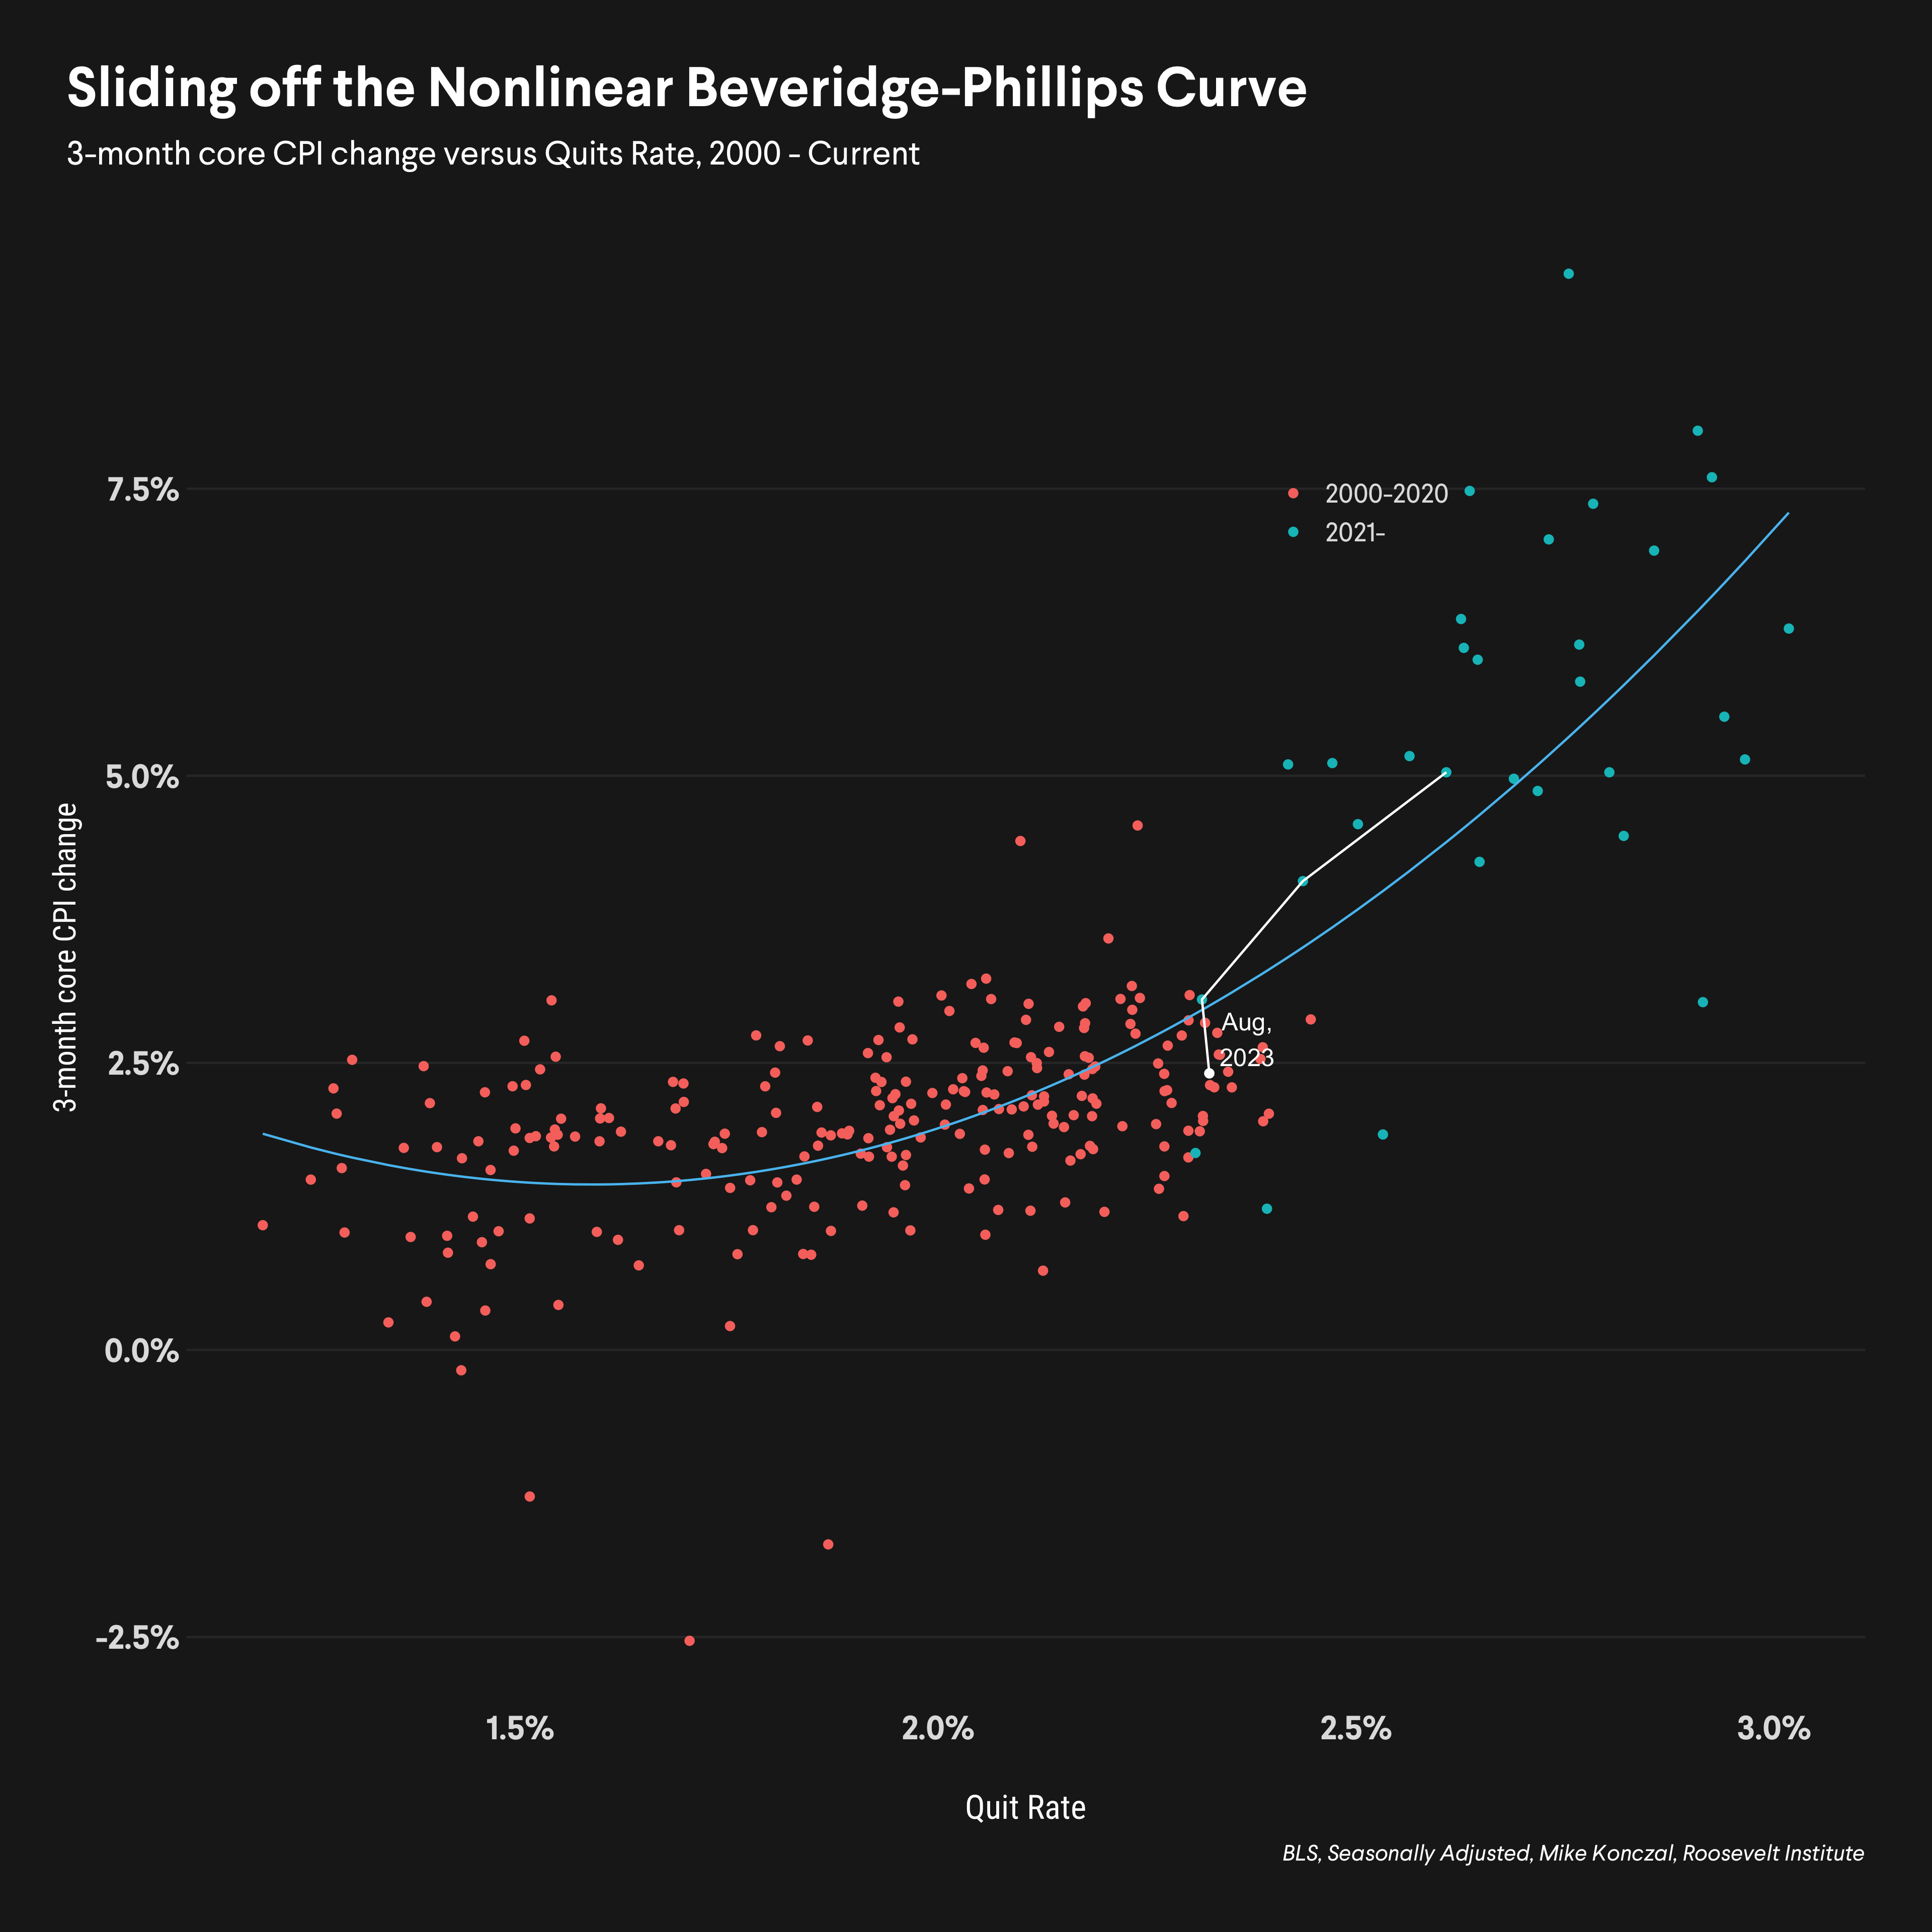 Sliding off the Nonlinear Beveridge-Phillips Curve
3-month core CPI change versus Quits Rate, 2000 - Current
7.5%
5.0%
2.5%
0.0%
-2.5%
3-month core CPI change
2000-2020
2021-
Aug,
2023
1.5%
2.0%
2.5%
3.0%
Quit Rate
BLS, Seasonally Adjusted, Mike Konczal, Roosevelt Institute